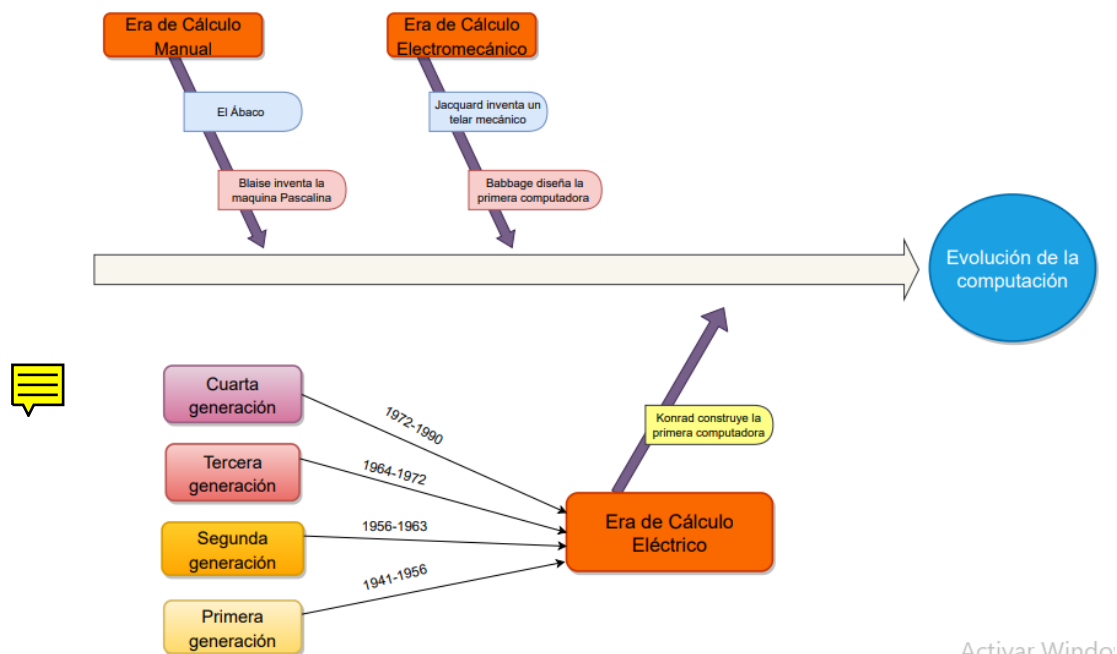 Era de Cálculo
Manual
Era de Cálculo
Electromecánico
El Ábaco
Jacquard inventa un
telar mecánico
Blaise inventa la
maquina Pascalina
Babbage diseña la
primera computadora
Evolución de la
computación
Cuarta
generación
1972-1990
Konrad construye la
primera computadora
Tercera
generación
1964-1972
Era de Cálculo
Eléctrico
Segunda
generación
1956-1963
1941-1956
Primera
generación